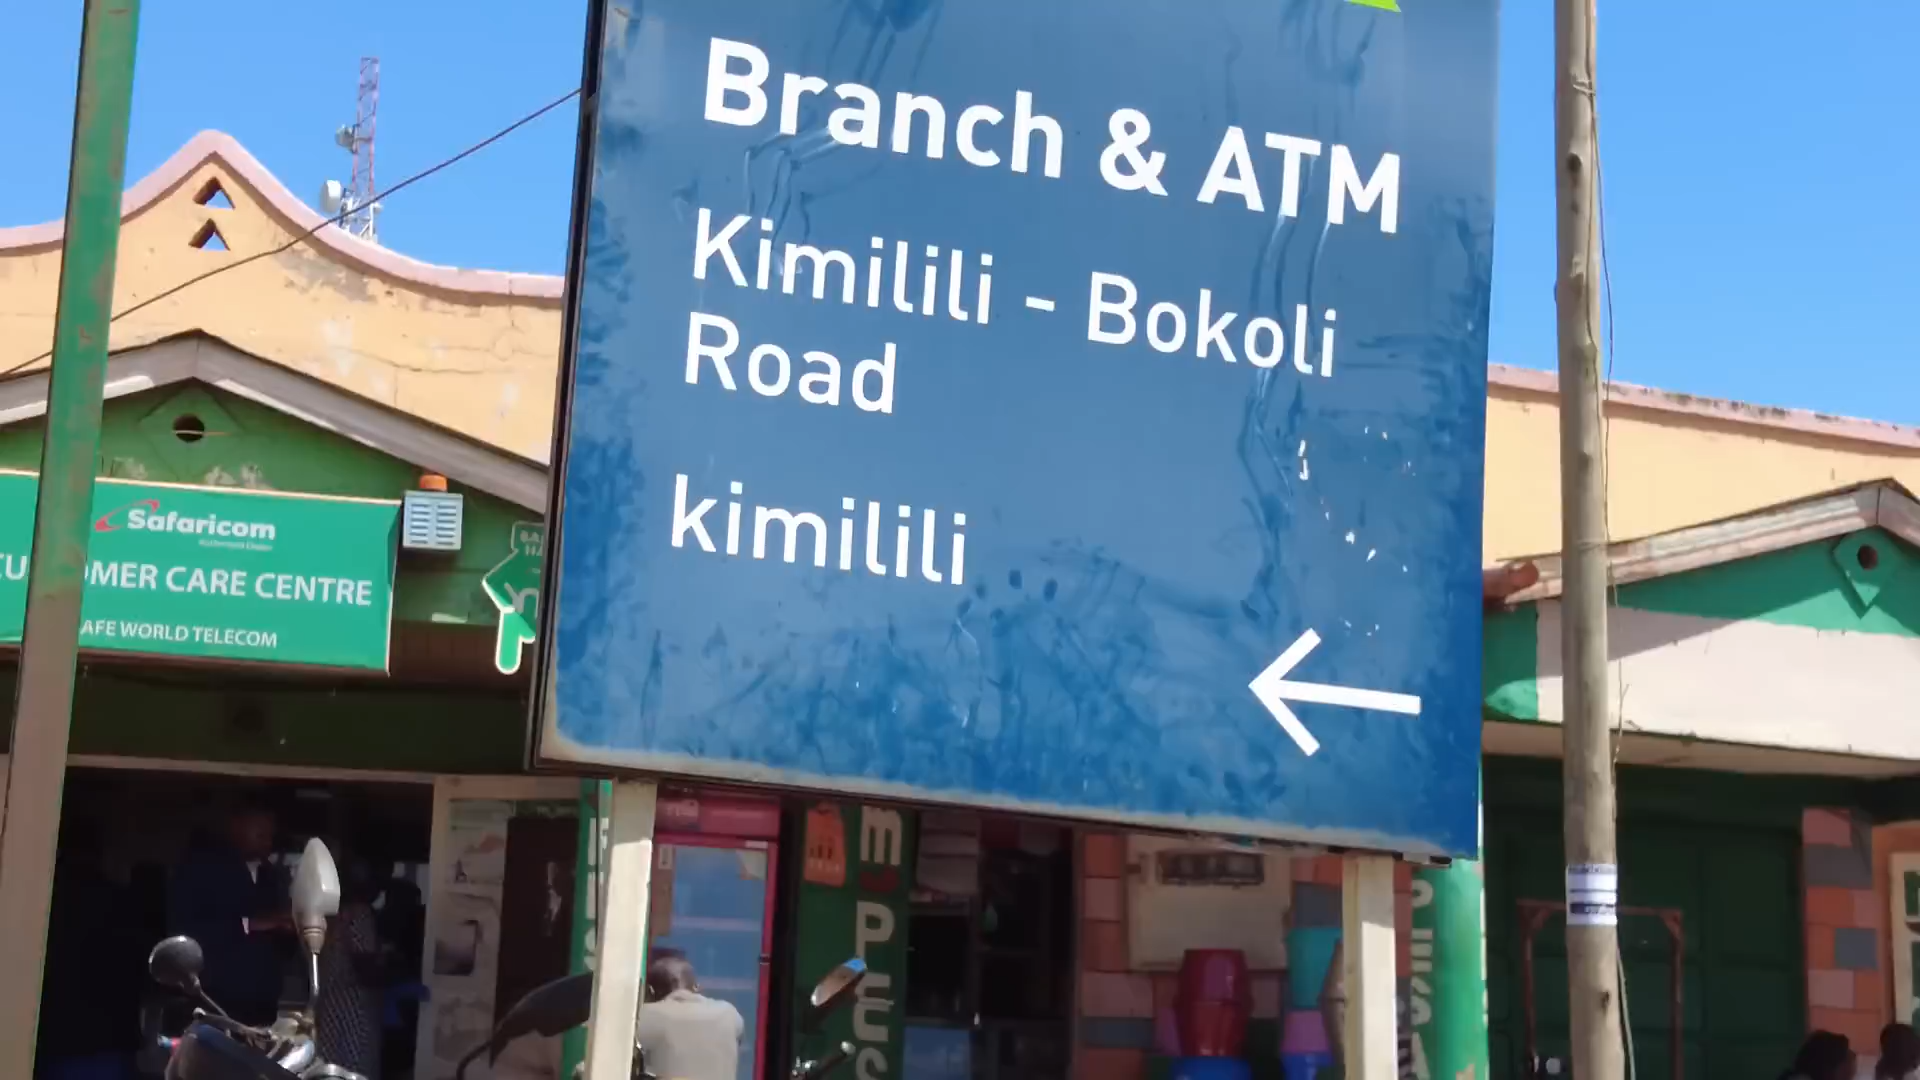 Branch & ATM
Kimilili - Bokoli
Road
kimilili
Safaricom
MER CARE CENTRE
AFE WORLD TELECOM